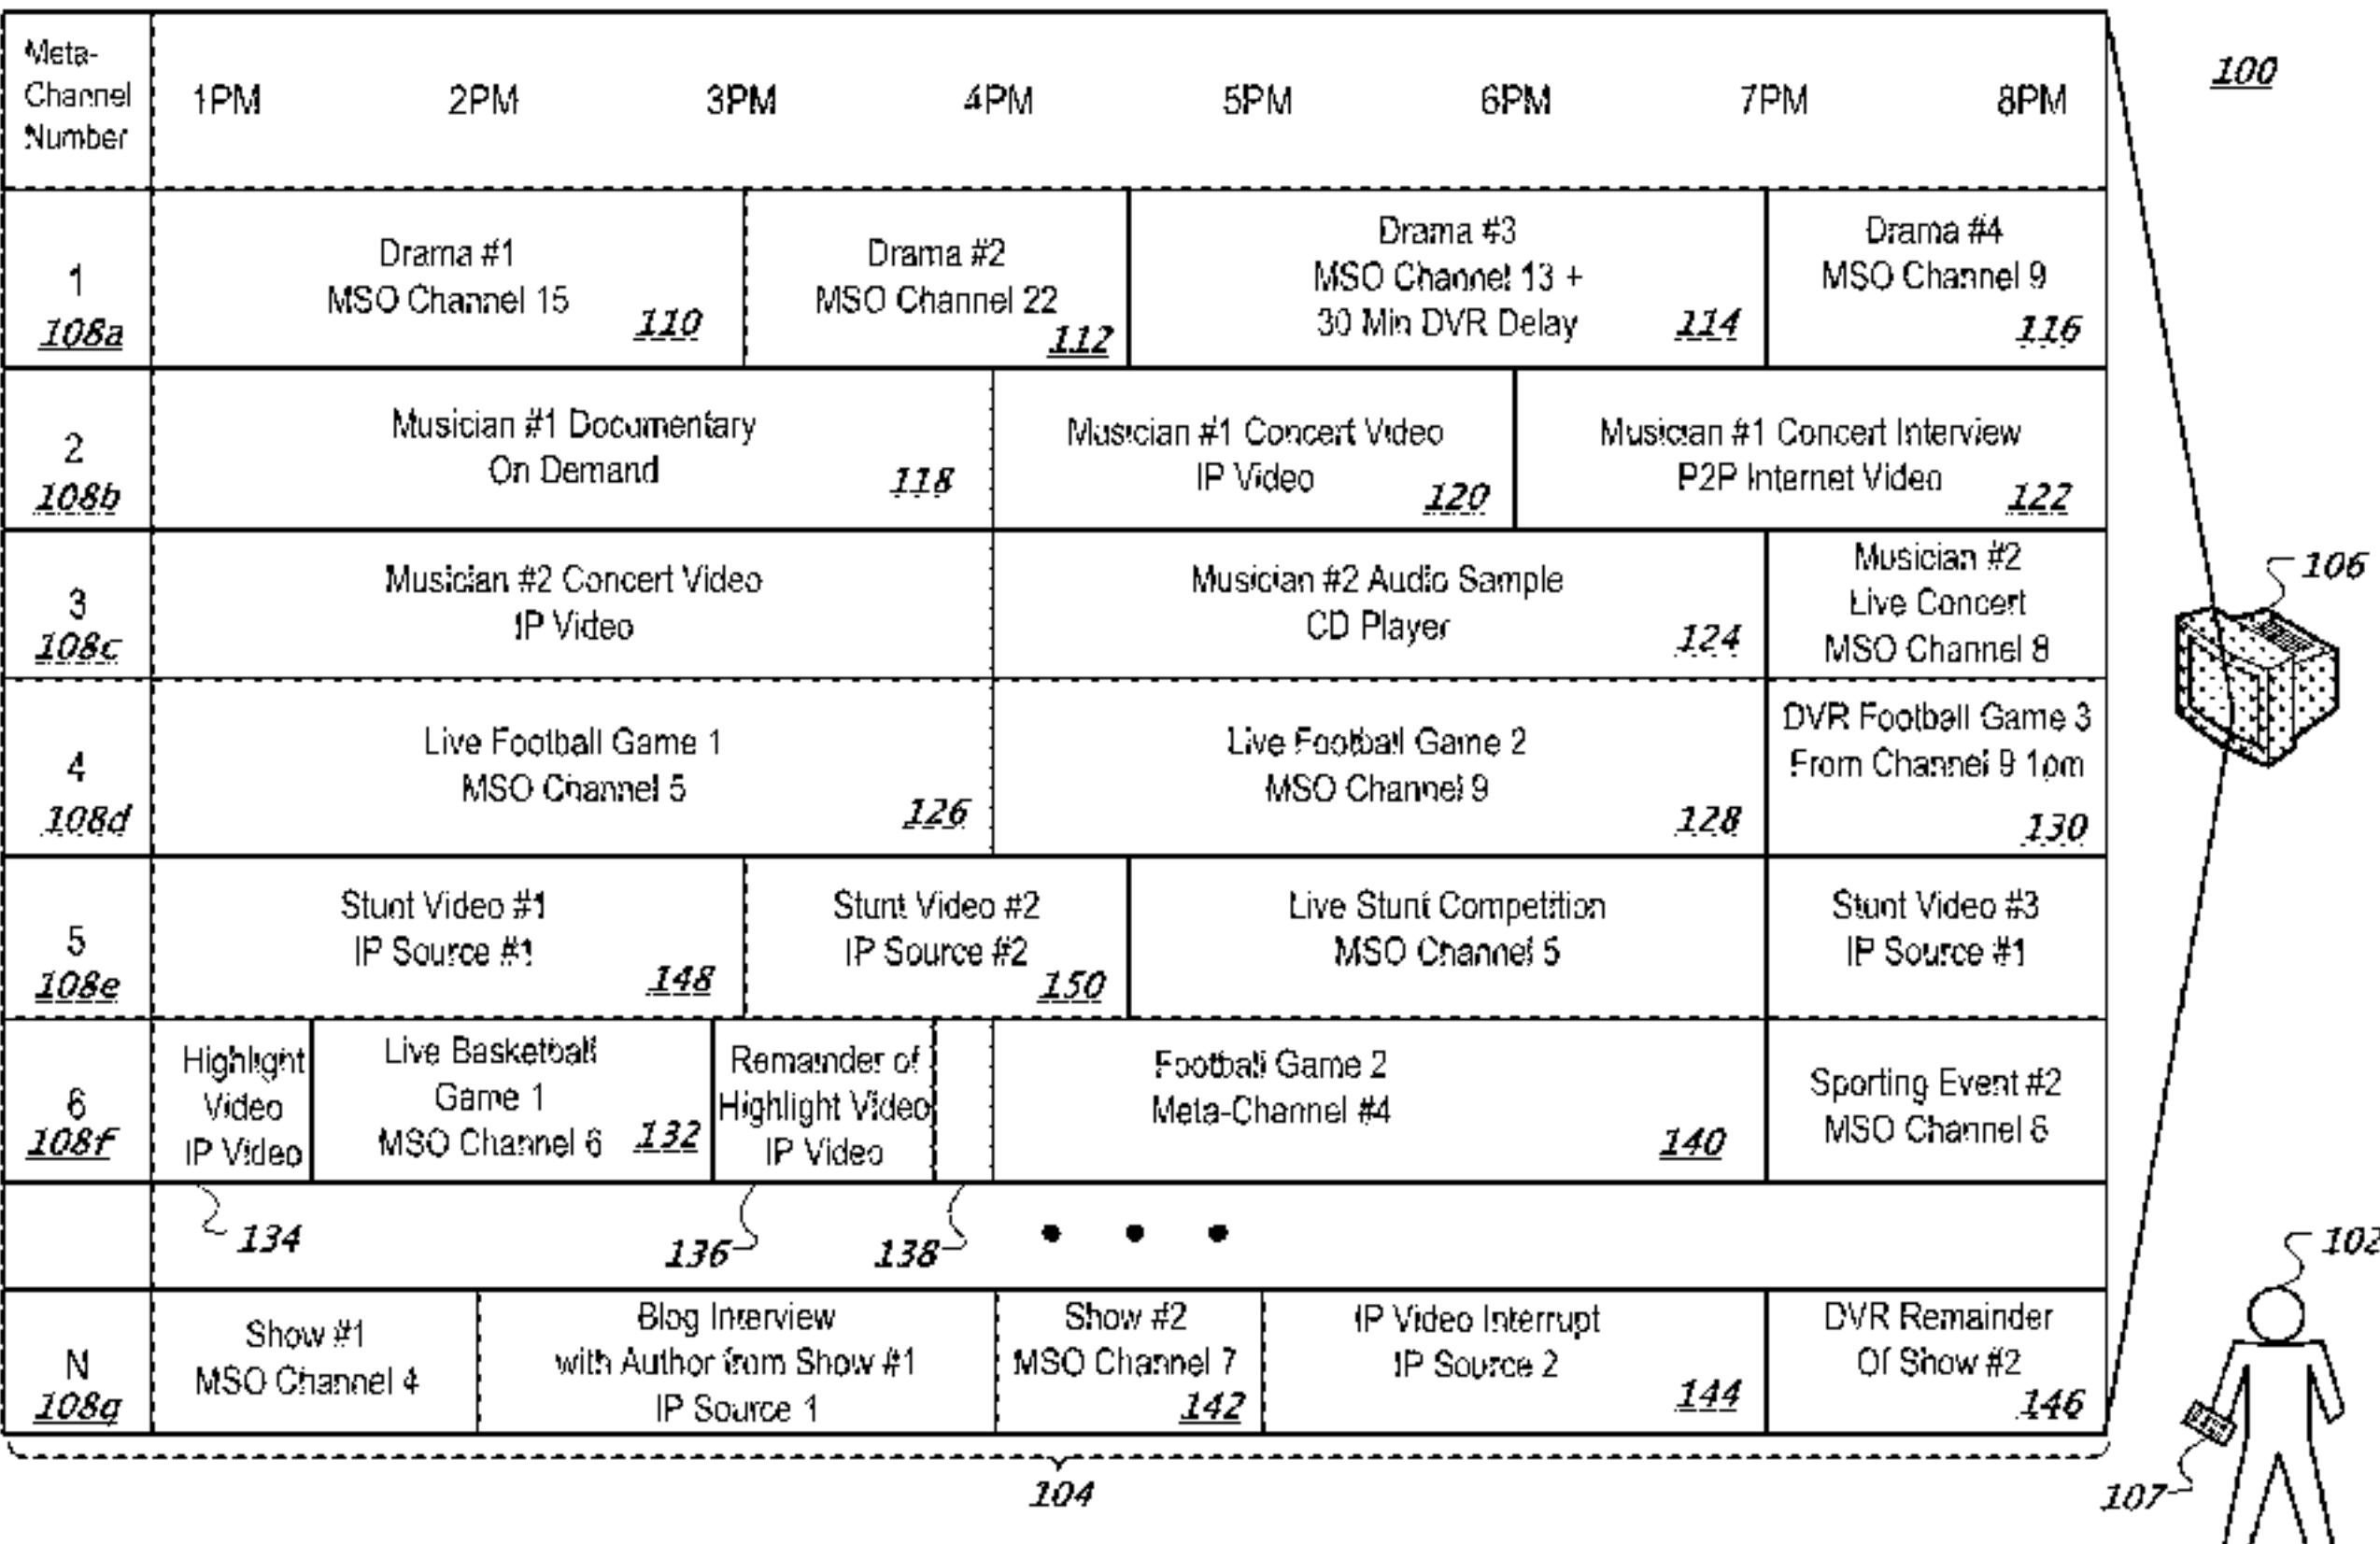 Meta-
Channel
Number
1PM 2PM 3PM 4PM 5PM 6PM 7PM 8PM
100
1
108a
Drama #1
MSO Channel 15
110
Drama #2
MSO Channel 22
112
Drama #3
MSO Channel 13 +
30 Min DVR Delay
114
Drama #4
MSO Channel 9
116
2
108b
Musician #1 Documentary
On Demand
118
Musician #1 Concert Video
IP Video
120
Musician #1 Concert Interview
P2P Internet Video
122
3
108c
Musician #2 Concert Video
IP Video
Musician #2 Audio Sample
CD Player
124
Musician #2
Live Concert
MSO Channel 8
106
4
108d
Live Football Game 1
MSO Channel 5
126
Live Football Game 2
MSO Channel 9
128
DVR Football Game 3
From Channel 9 1pm
130
5
108e
Stunt Video #1
IP Source #1
148
Stunt Video #2
IP Source #2
150
Live Stunt Competition
MSO Channel 5
Stunt Video #3
IP Source #1
6
108f
Highlight
Video
IP Video
Live Basketball
Game 1
MSO Channel 6
132
Remainder of
Highlight Video
IP Video
Football Game 2
Meta-Channel #4
140
Sporting Event #2
MSO Channel 6
134
136
138
• • •
102
N
108g
Show #1
MSO Channel 4
Blog Interview
with Author from Show #1
IP Source 1
Show #2
MSO Channel 7
142
IP Video Interrupt
IP Source 2
144
DVR Remainder
Of Show #2
146
104
107